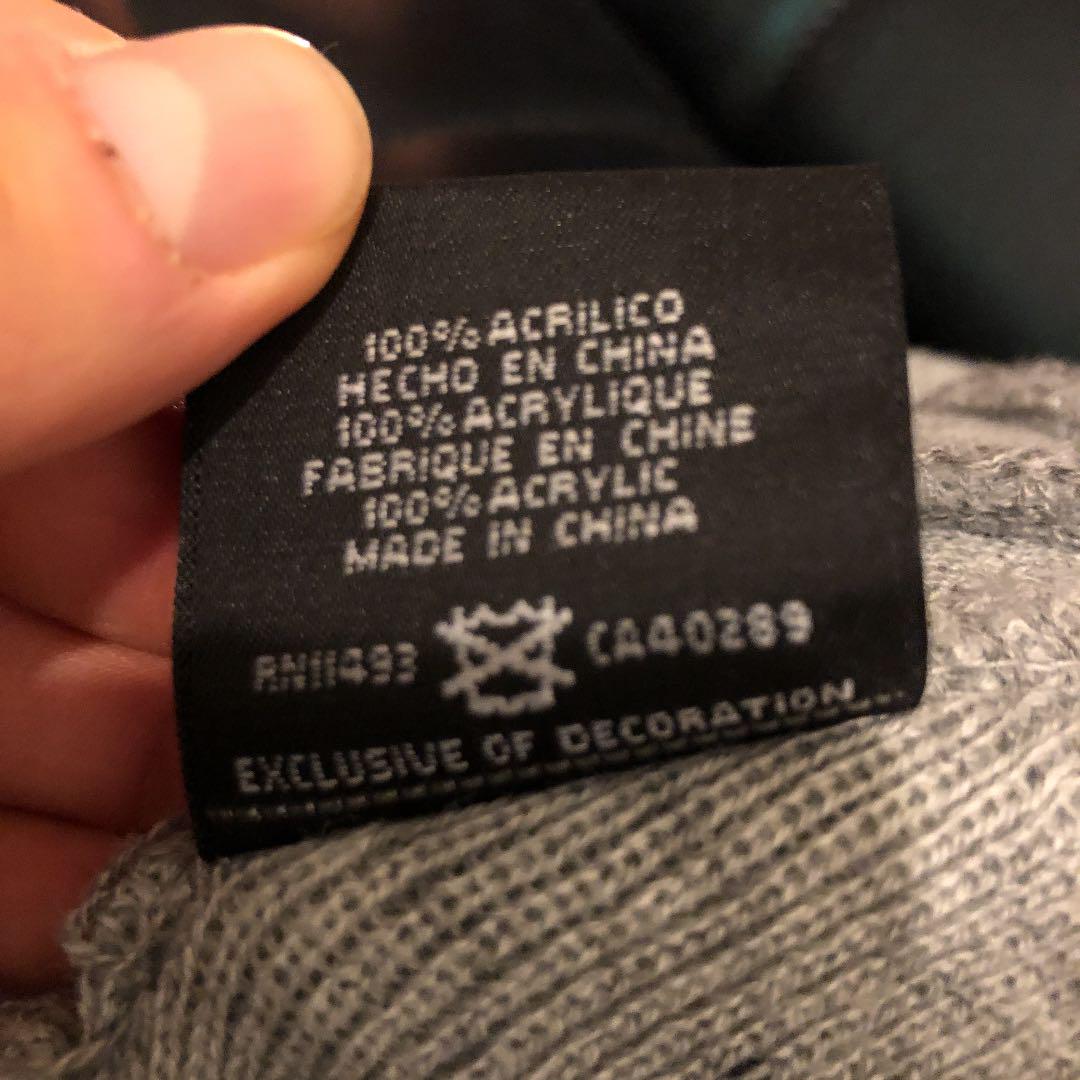 100% ACRILICO
HECHO EN CHINA
100% ACRYLIQUE
FABRIQUE EN CHINE
100% ACRYLIC
MADE IN CHINA
RN11493 CA40289
EXCLUSIVE OF DECORATION